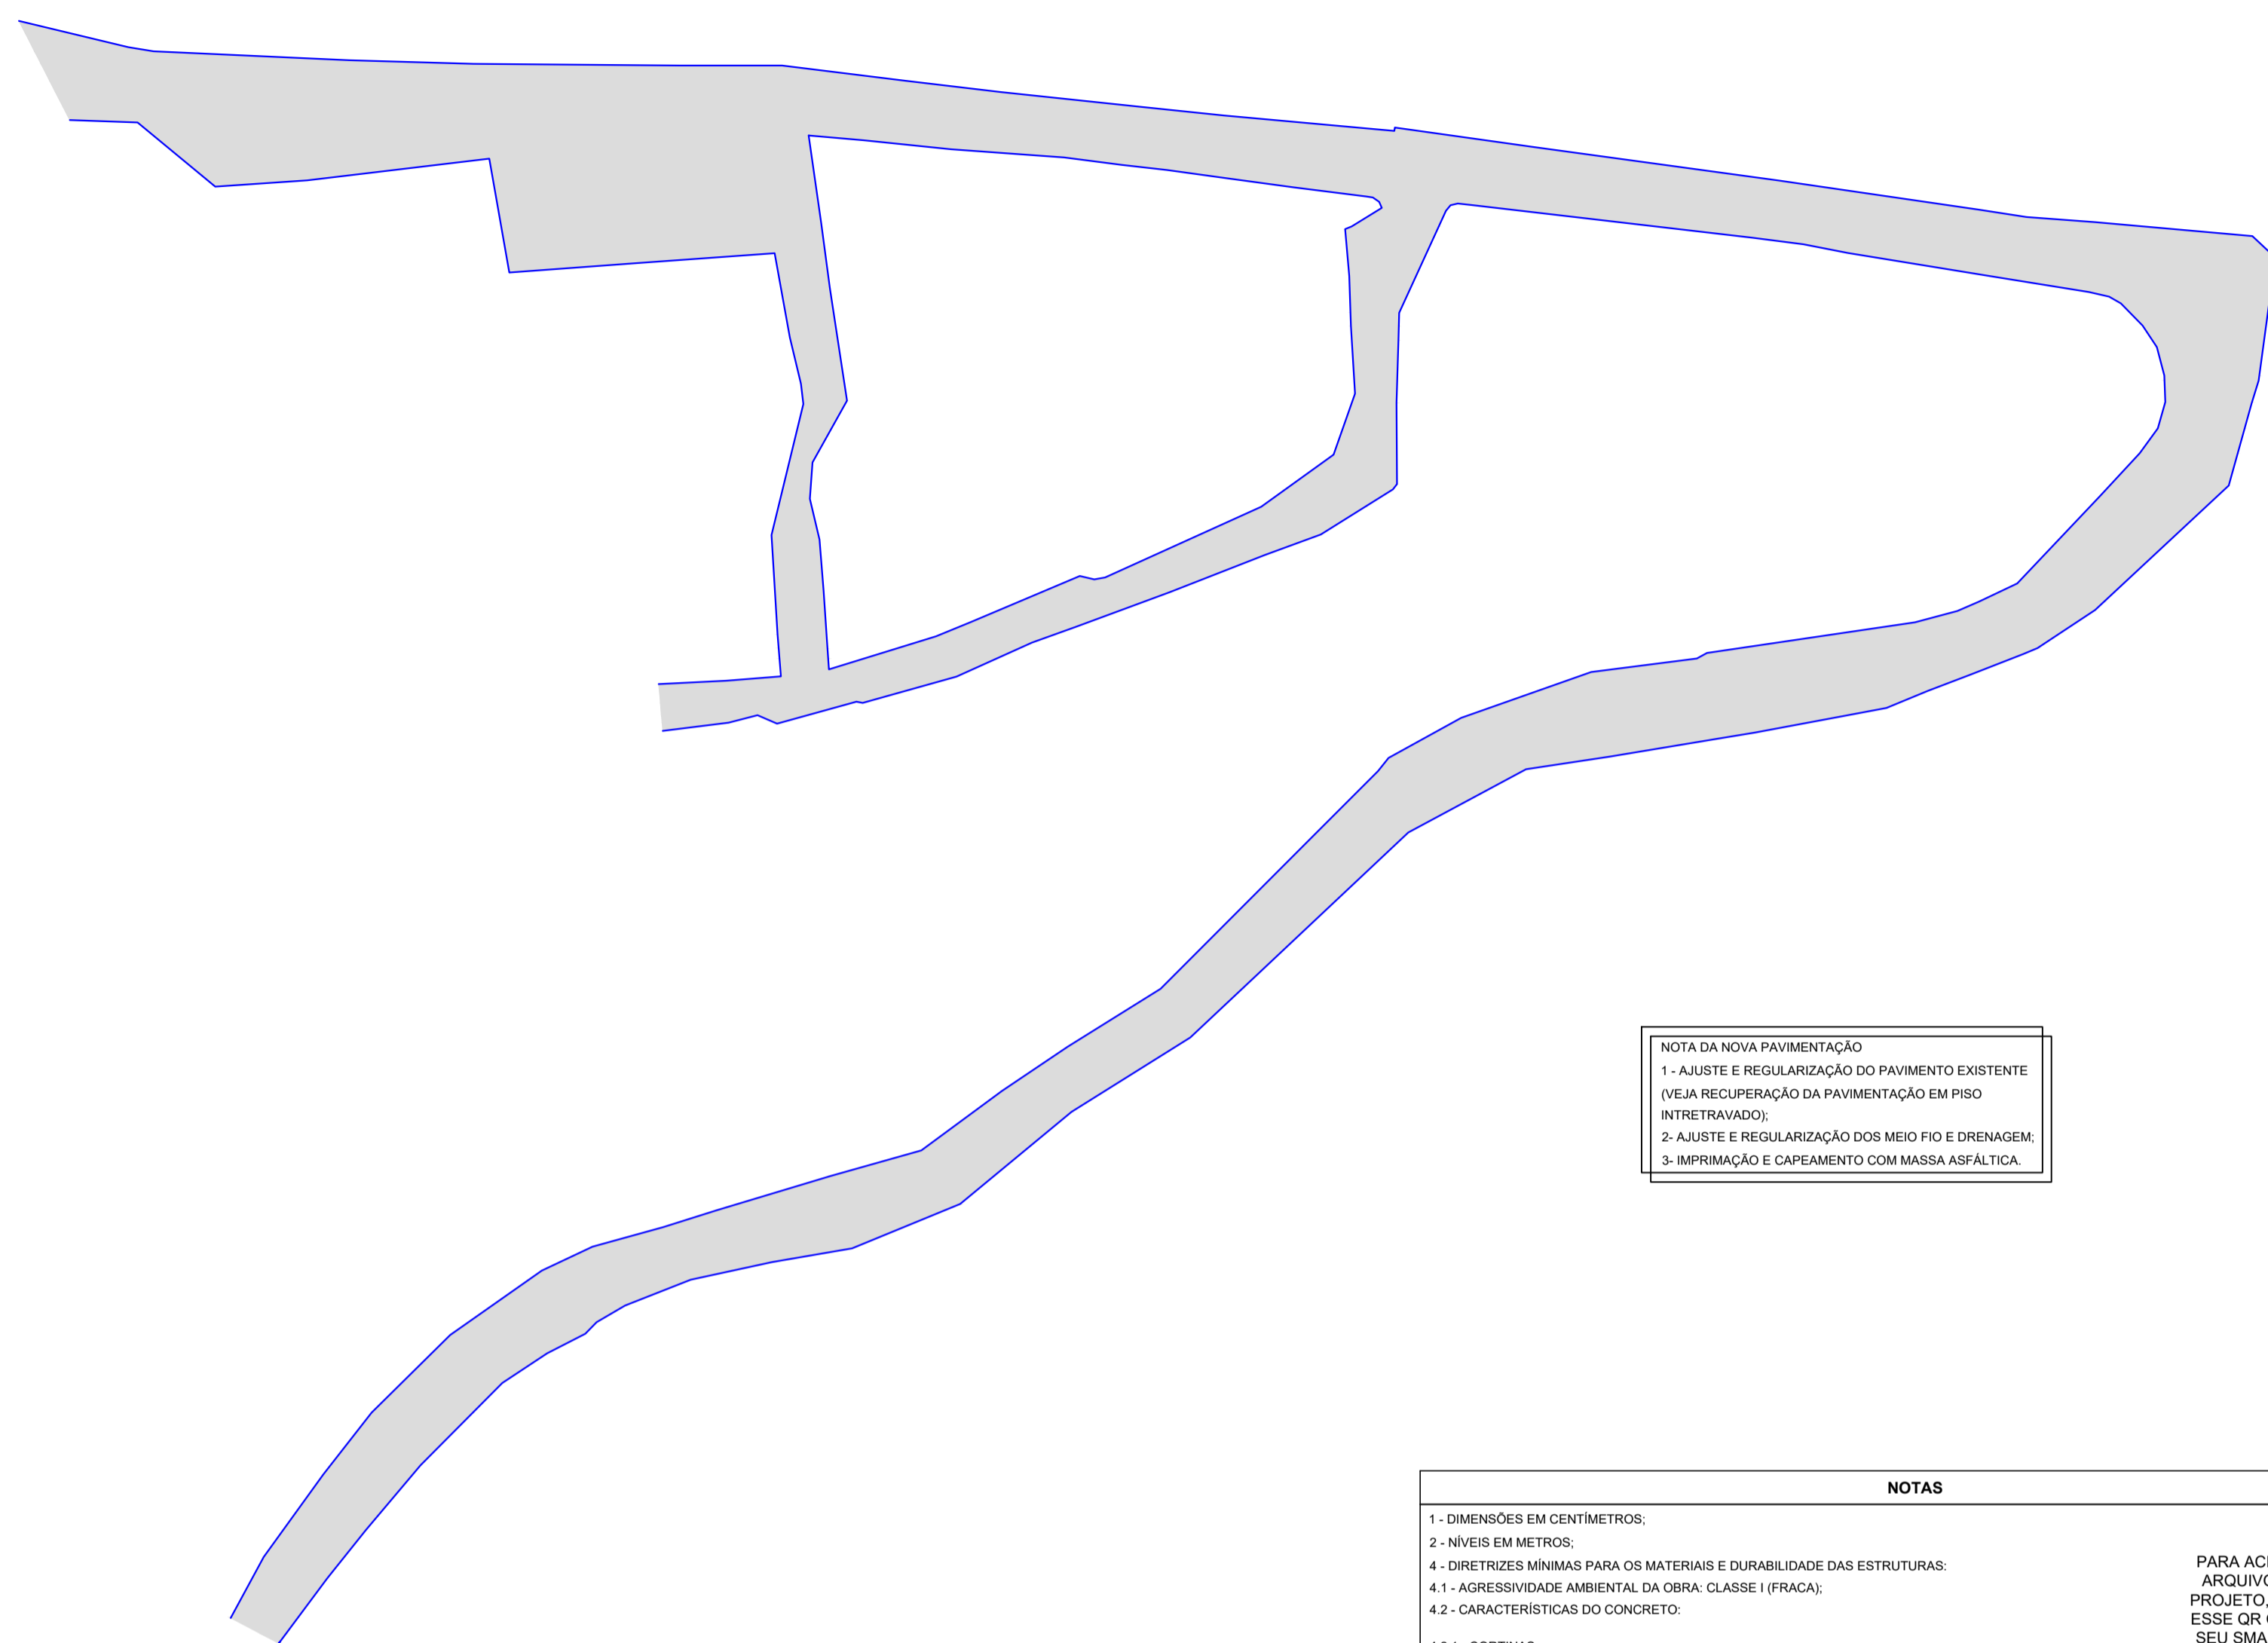 NOTA DA NOVA PAVIMENTAÇÃO
1 - AJUSTE E REGULARIZAÇÃO DO PAVIMENTO EXISTENTE
(VEJA RECUPERAÇÃO DA PAVIMENTAÇÃO EM PISO
INTRETRAVADO);
2- AJUSTE E REGULARIZAÇÃO DOS MEIO FIO E DRENAGEM;
3- IMPRIMAÇÃO E CAPEAMENTO COM MASSA ASFÁLTICA.
NOTAS
1 - DIMENSÕES EM CENTÍMETROS;
2 - NÍVEIS EM METROS;
4 - DIRETRIZES MÍNIMAS PARA OS MATERIAIS E DURABILIDADE DAS ESTRUTURAS:
4.1 - AGRESSIVIDADE AMBIENTAL DA OBRA: CLASSE I (FRACA);
4.2 - CARACTERÍSTICAS DO CONCRETO:
PARA
PROJETO,
ESSE QR
SEU